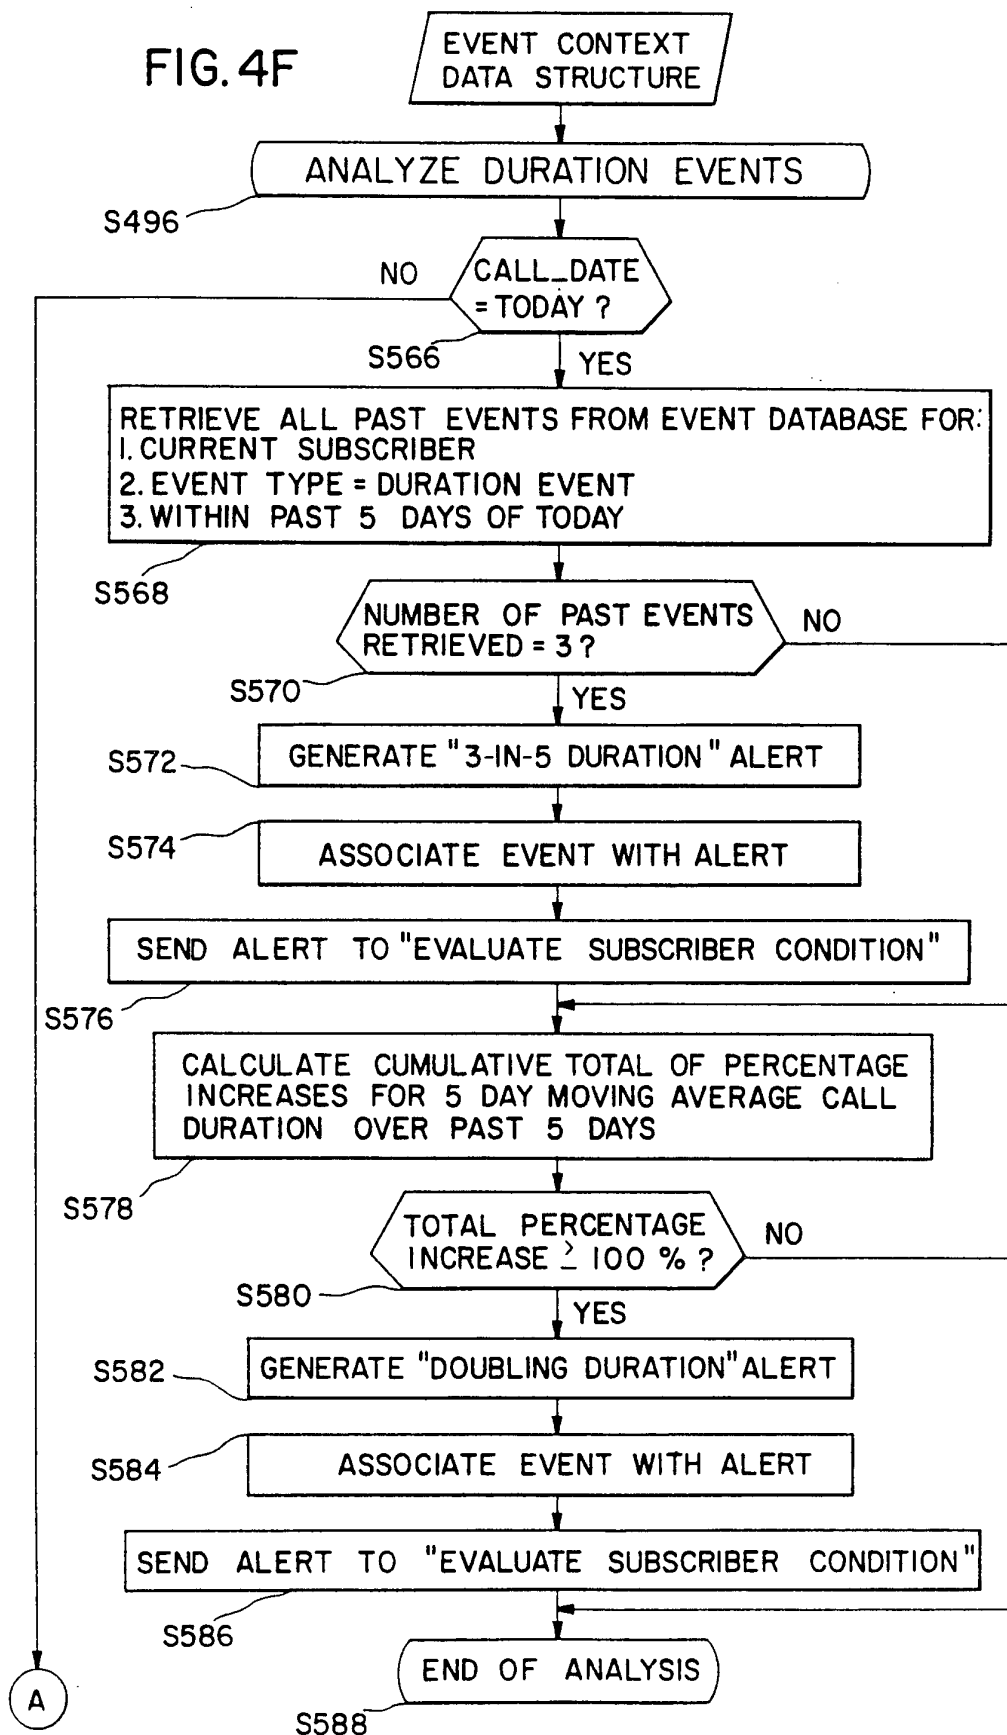 FIG. 4F
EVENT CONTEXT
DATA STRUCTURE
ANALYZE DURATION EVENTS
S496
NO
CALL_DATE
= TODAY ?
S566
YES
RETRIEVE ALL PAST EVENTS FROM EVENT DATABASE FOR:
1. CURRENT SUBSCRIBER
2. EVENT TYPE = DURATION EVENT
3. WITHIN PAST 5 DAYS OF TODAY
S568
NUMBER OF PAST EVENTS
RETRIEVED = 3 ?
NO
S570
YES
S572
GENERATE "3-IN-5 DURATION" ALERT
S574
ASSOCIATE EVENT WITH ALERT
SEND ALERT TO "EVALUATE SUBSCRIBER CONDITION"
S576
CALCULATE CUMULATIVE TOTAL OF PERCENTAGE
INCREASES FOR 5 DAY MOVING AVERAGE CALL
DURATION OVER PAST 5 DAYS
S578
TOTAL PERCENTAGE
INCREASE ≥ 100 % ?
NO
S580
YES
S582
GENERATE "DOUBLING DURATION" ALERT
S584
ASSOCIATE EVENT WITH ALERT
SEND ALERT TO "EVALUATE SUBSCRIBER CONDITION"
S586
END OF ANALYSIS
A
S588